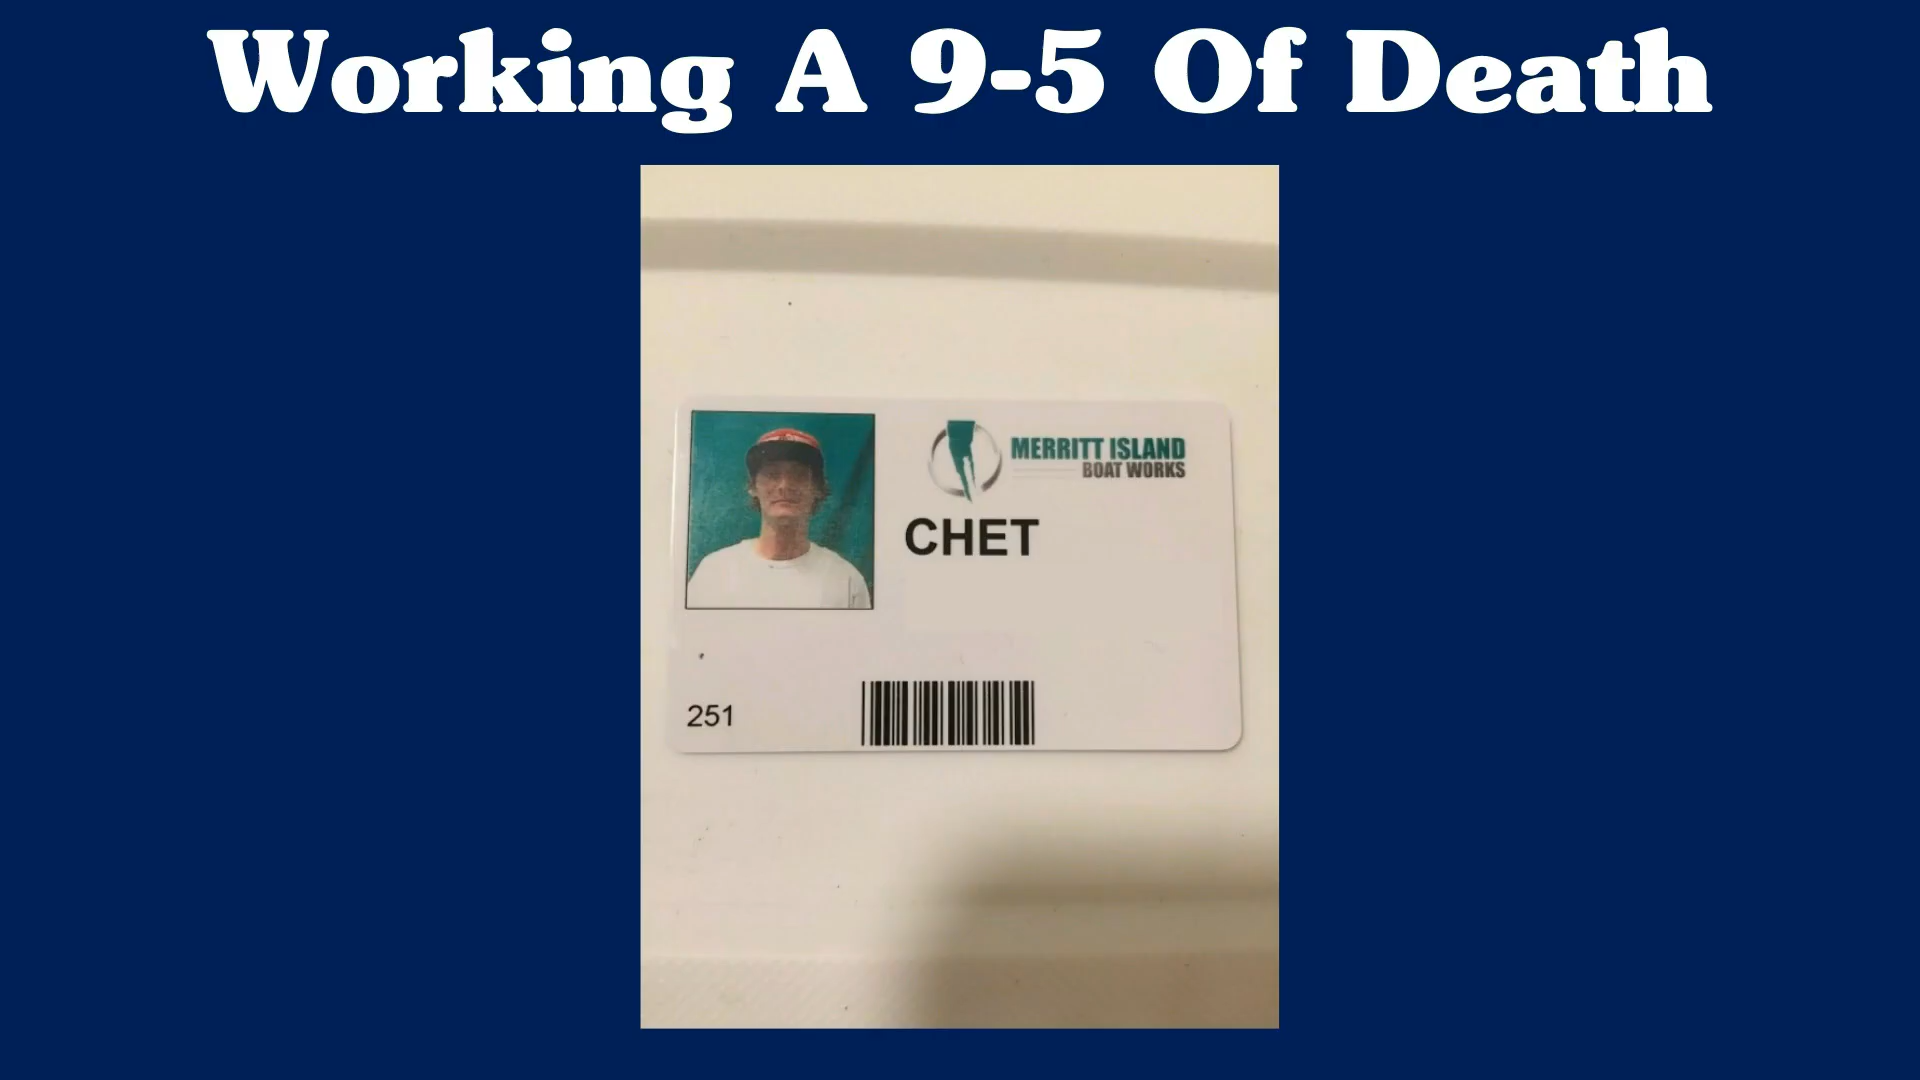 Working A 9-5 Of Death
MERRITT ISLAND
BOAT WORKS
CHET
251